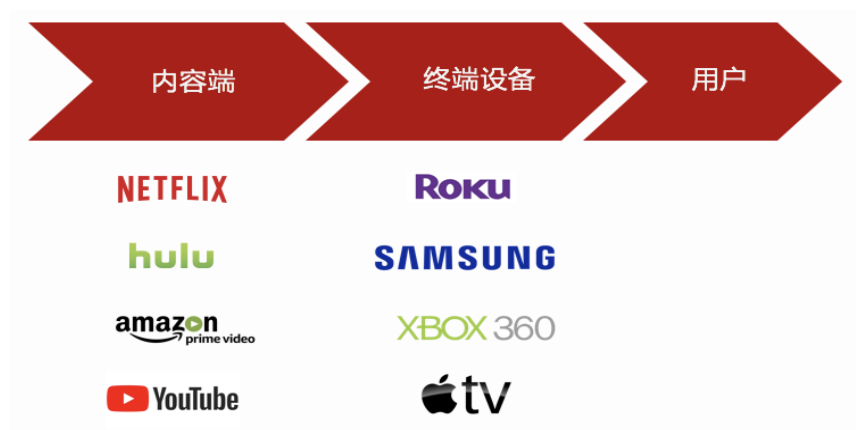 内容端
终端设备
用户
NETFLIX
ROKU
hulu
SAMSUNG
amazon
prime video
XBOX 360
YouTube
tv